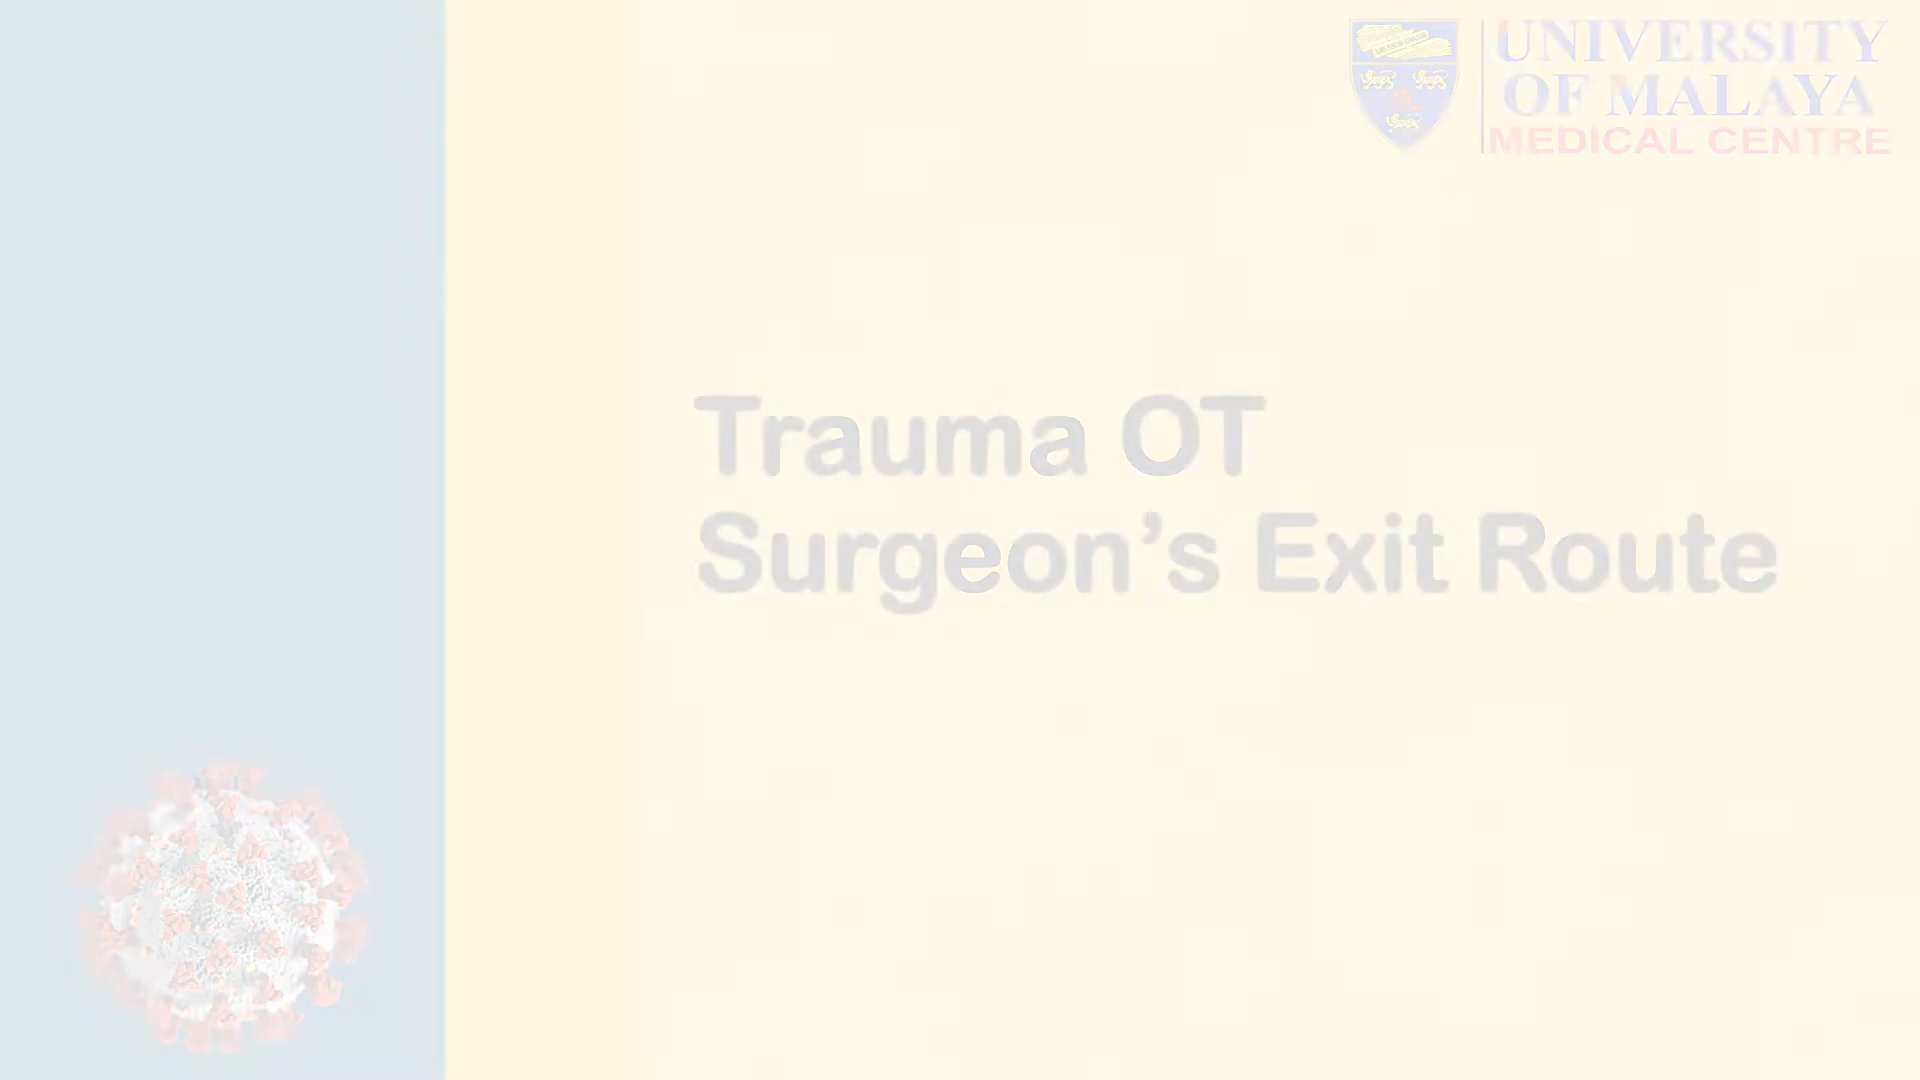 UNIVERSITY
OF MALAYA
MEDICAL CENTRE
Trauma OT
Surgeon’s Exit Route